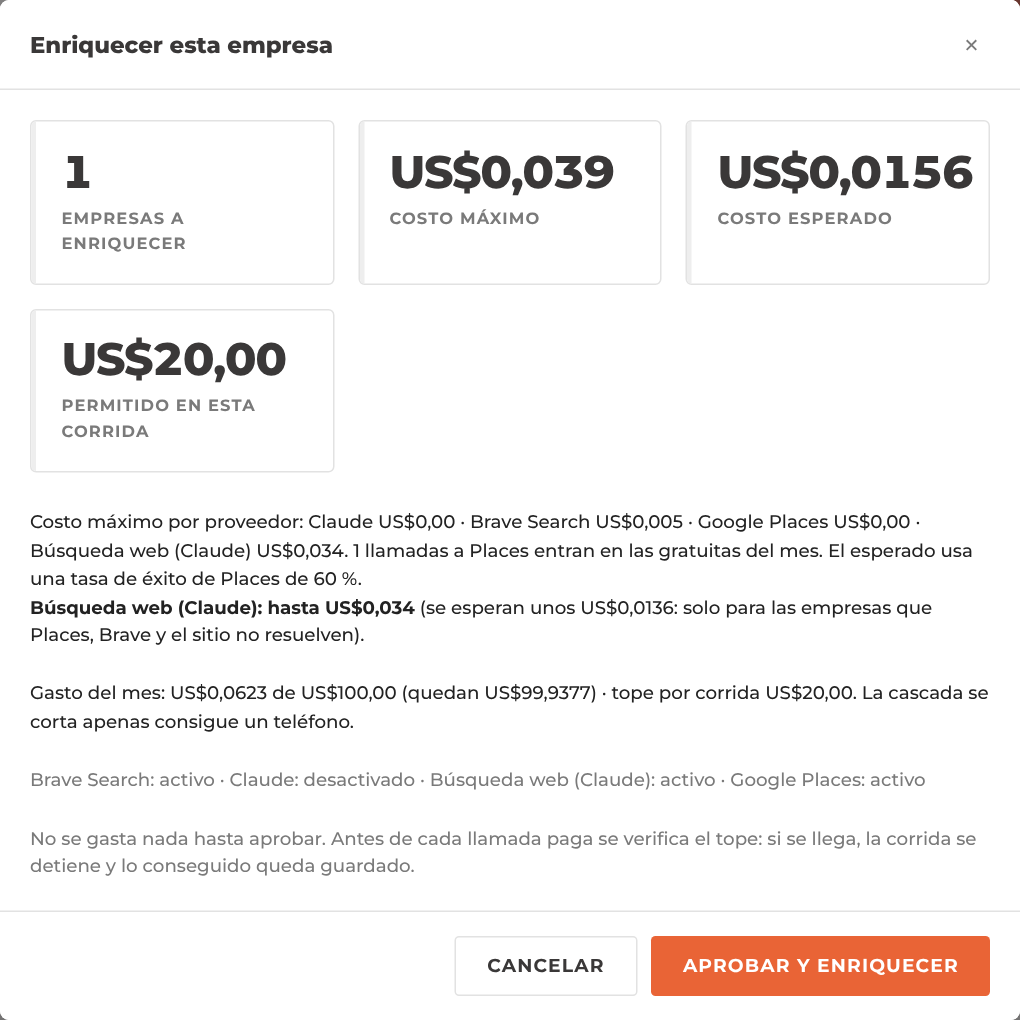 Enriquecer esta empresa
×
1
EMPRESAS A
ENRIQUECER
US$0,039
COSTO MÁXIMO
US$0,0156
COSTO ESPERADO
US$20,00
PERMITIDO EN ESTA
CORRIDA
Costo máximo por proveedor: Claude US$0,00 · Brave Search US$0,005 · Google Places US$0,00 ·
Búsqueda web (Claude) US$0,034. 1 llamadas a Places entran en las gratuitas del mes. El esperado usa
una tasa de éxito de Places de 60 %.
Búsqueda web (Claude): hasta US$0,034 (se esperan unos US$0,0136: solo para las empresas que
Places, Brave y el sitio no resuelven).
Gasto del mes: US$0,0623 de US$100,00 (quedan US$99,9377) · tope por corrida US$20,00. La cascada se
corta apenas consigue un teléfono.
Brave Search: activo · Claude: desactivado · Búsqueda web (Claude): activo · Google Places: activo
No se gasta nada hasta aprobar. Antes de cada llamada paga se verifica el tope: si se llega, la corrida se
detiene y lo conseguido queda guardado.
CANCELAR
APROBAR Y ENRIQUECER